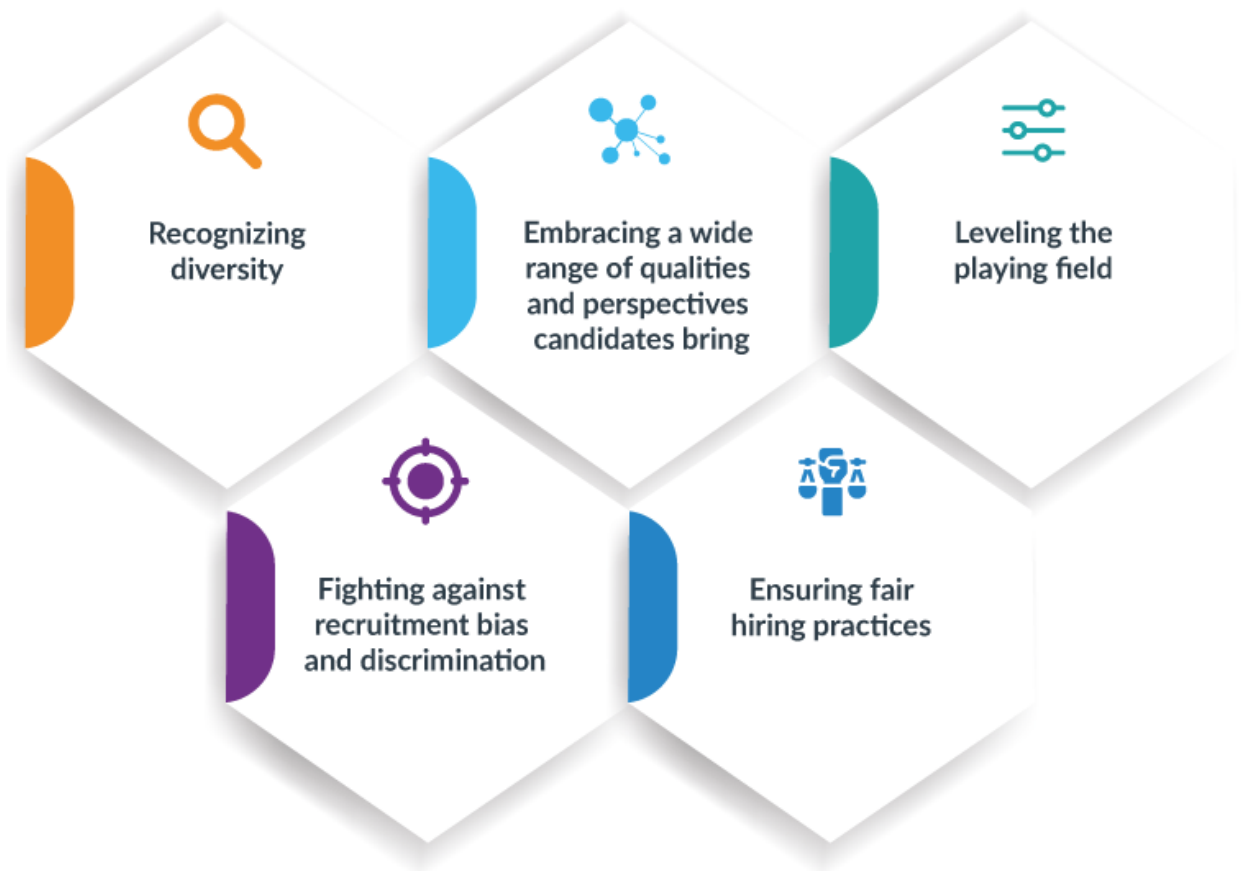 Recognizing
diversity
Embracing a wide
range of qualities
and perspectives
candidates bring
Leveling the
playing field
Fighting against
recruitment bias
and discrimination
Ensuring fair
hiring practices